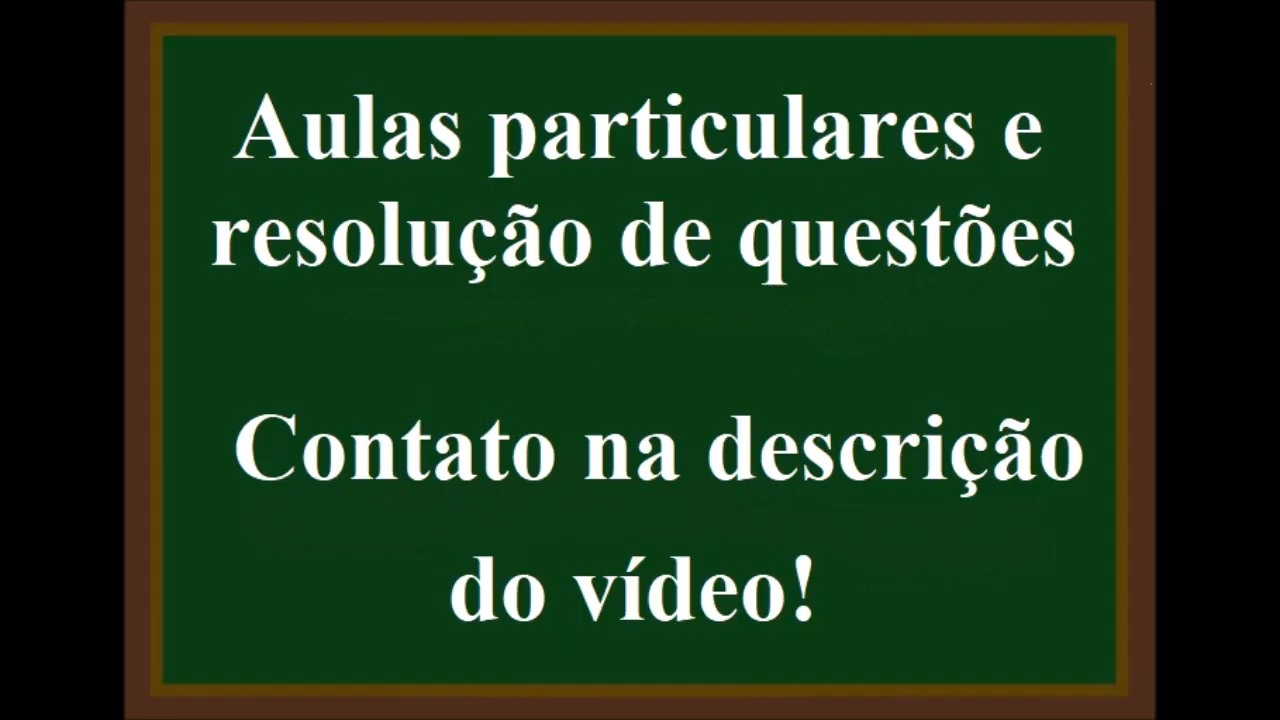 Aulas particulares e
resolução de questões
Contato na descrição
do vídeo!